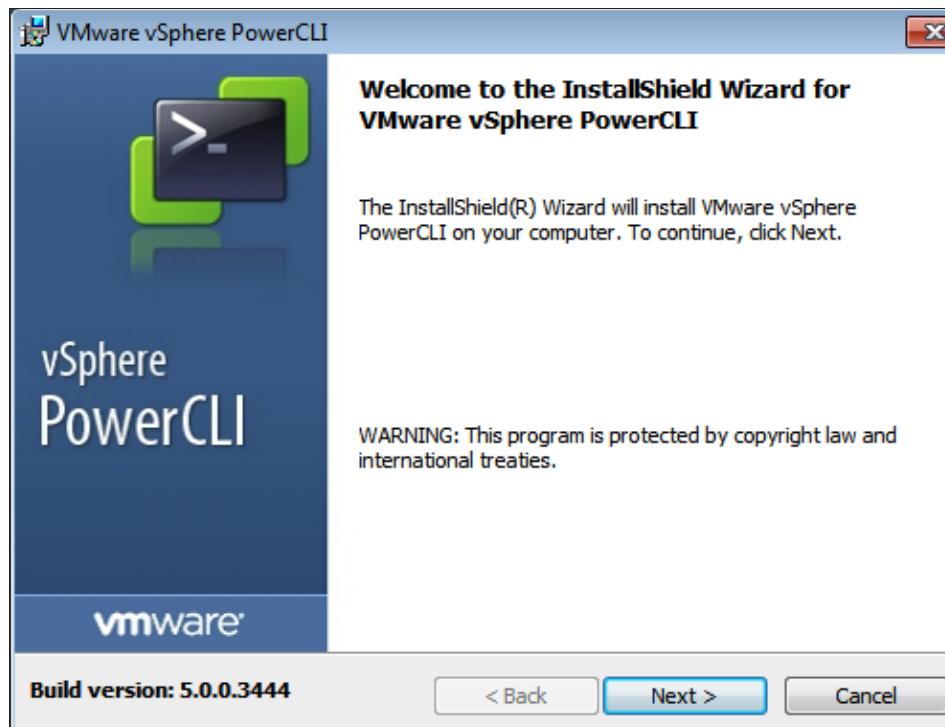 VMware vSphere PowerCLI
Welcome to the InstallShield Wizard for
VMware vSphere PowerCLI
The InstallShield(R) Wizard will install VMware vSphere
PowerCLI on your computer. To continue, click Next.
vSphere
PowerCLI
WARNING: This program is protected by copyright law and
international treaties.
vmware
Build version: 5.0.0.3444
< Back
Next >
Cancel